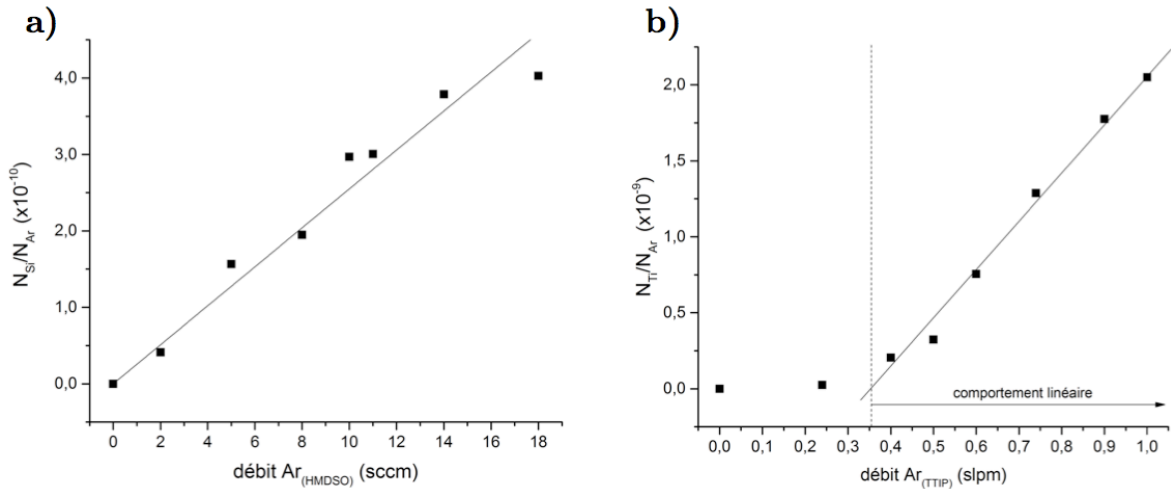 a)
4,0
3,0
2,0
1,0
0,0
N_Si/N_Ar (x10^-10)
0 2 4 6 8 10 12 14 16 18
débit Ar_(HMDSO) (sccm)
b)
2,0
1,5
1,0
0,5
0,0
N_Ti/N_Ar (x10^-9)
comportement linéaire
0,0 0,1 0,2 0,3 0,4 0,5 0,6 0,7 0,8 0,9 1,0
débit Ar_(TTIP) (slpm)